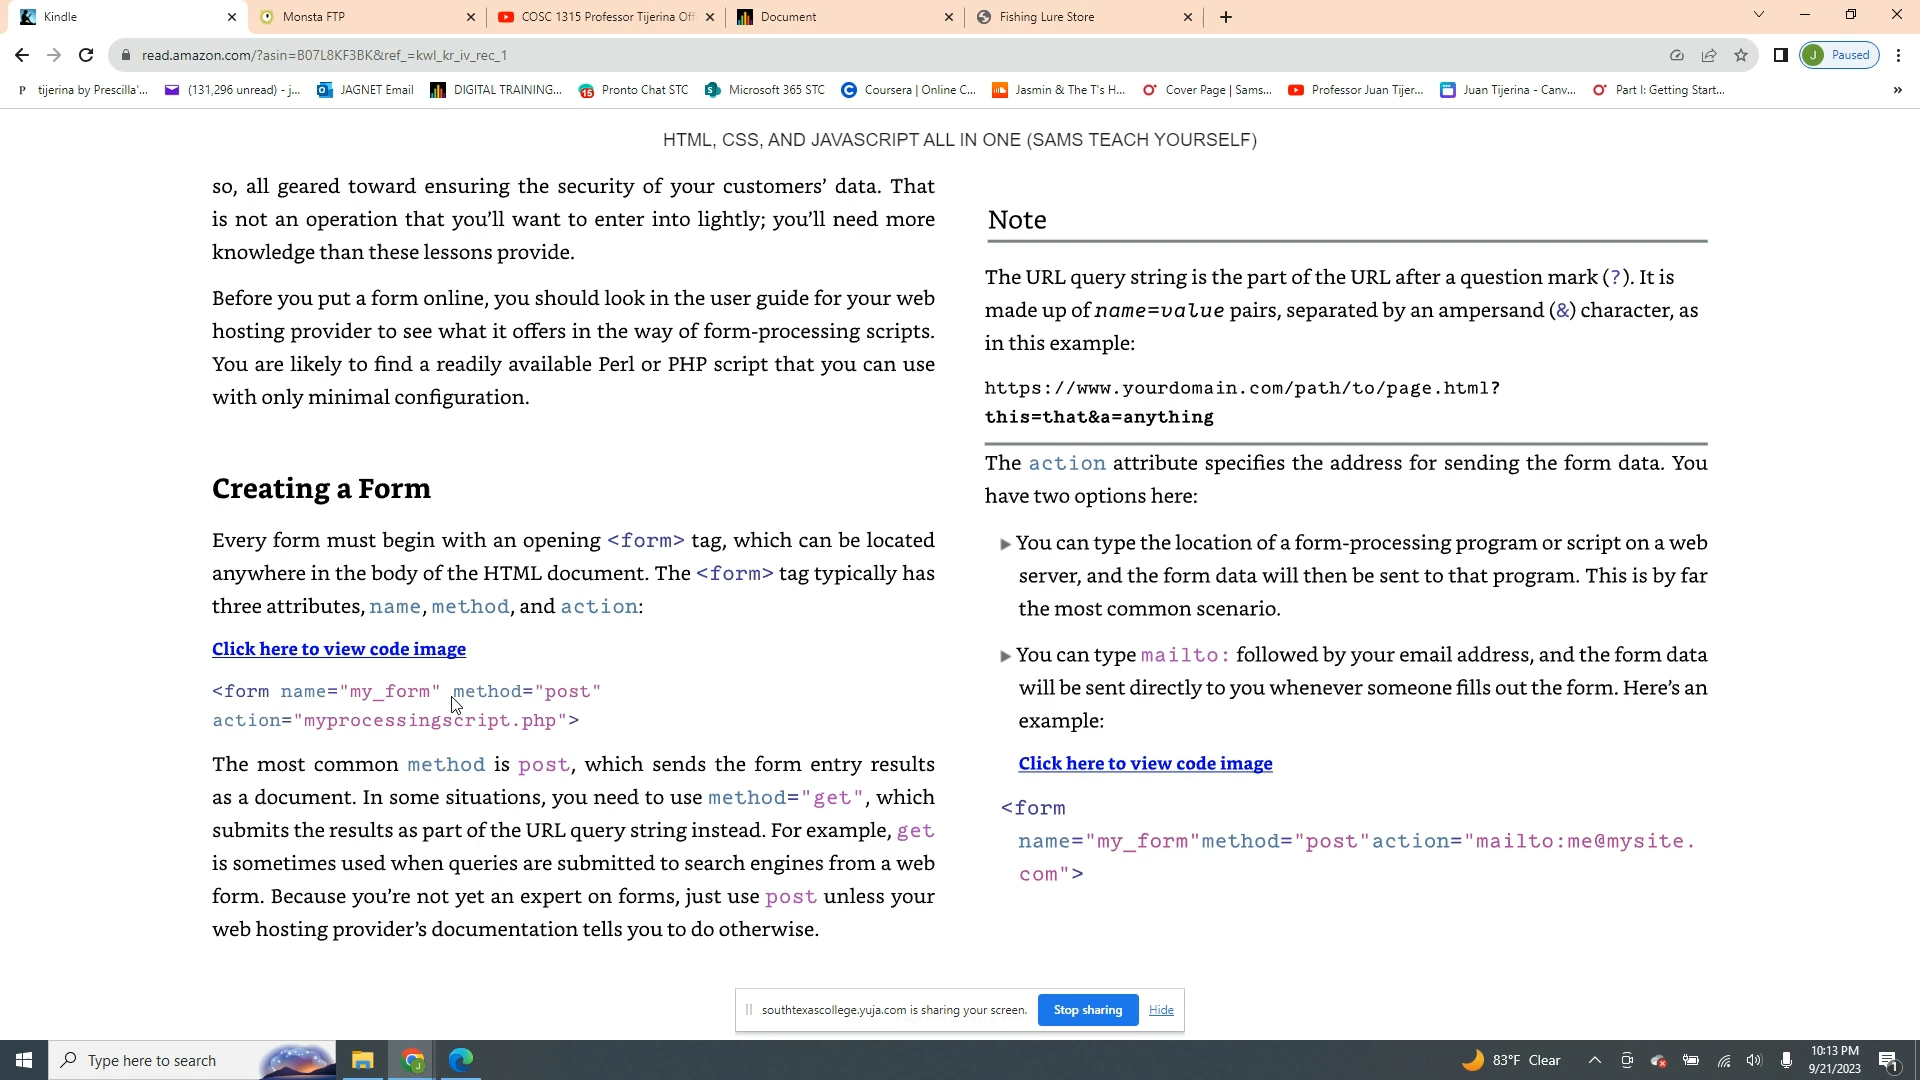 Kindle
Monsta FTP
COSC 1315 Professor Tijerina Off
Document
Fishing Lure Store
read.amazon.com/?asin=B07L8KF3BK&ref_=kwl_kr_iv_rec_1
J Paused
P tijerina by Prescilla'...
(131,296 unread) - j...
JAGNET Email
DIGITAL TRAINING...
15 Pronto Chat STC
Microsoft 365 STC
Coursera | Online C...
Jasmin & The T's H...
Cover Page | Sams...
Professor Juan Tijer...
Juan Tijerina - Canv...
Part I: Getting Start...
HTML, CSS, AND JAVASCRIPT ALL IN ONE (SAMS TEACH YOURSELF)
so, all geared toward ensuring the security of your customers’ data. That
is not an operation that you’ll want to enter into lightly; you’ll need more
knowledge than these lessons provide.
Before you put a form online, you should look in the user guide for your web
hosting provider to see what it offers in the way of form-processing scripts.
You are likely to find a readily available Perl or PHP script that you can use
with only minimal configuration.
Creating a Form
Every form must begin with an opening <form> tag, which can be located
anywhere in the body of the HTML document. The <form> tag typically has
three attributes, name, method, and action:
Click here to view code image
<form name="my_form" method="post"
action="myprocessingscript.php">
The most common method is post, which sends the form entry results
as a document. In some situations, you need to use method="get", which
submits the results as part of the URL query string instead. For example, get
is sometimes used when queries are submitted to search engines from a web
form. Because you’re not yet an expert on forms, just use post unless your
web hosting provider’s documentation tells you to do otherwise.
Note
The URL query string is the part of the URL after a question mark (?). It is
made up of name=value pairs, separated by an ampersand (&) character, as
in this example:
https://www.yourdomain.com/path/to/page.html?
this=that&a=anything
The action attribute specifies the address for sending the form data. You
have two options here:
You can type the location of a form-processing program or script on a web
server, and the form data will then be sent to that program. This is by far
the most common scenario.
You can type mailto: followed by your email address, and the form data
will be sent directly to you whenever someone fills out the form. Here’s an
example:
Click here to view code image
<form
name="my_form"method="post"action="mailto:me@mysite.
com">
southtexascollege.yuja.com is sharing your screen.
Stop sharing
Hide
Type here to search
83°F Clear
10:13 PM
9/21/2023
1